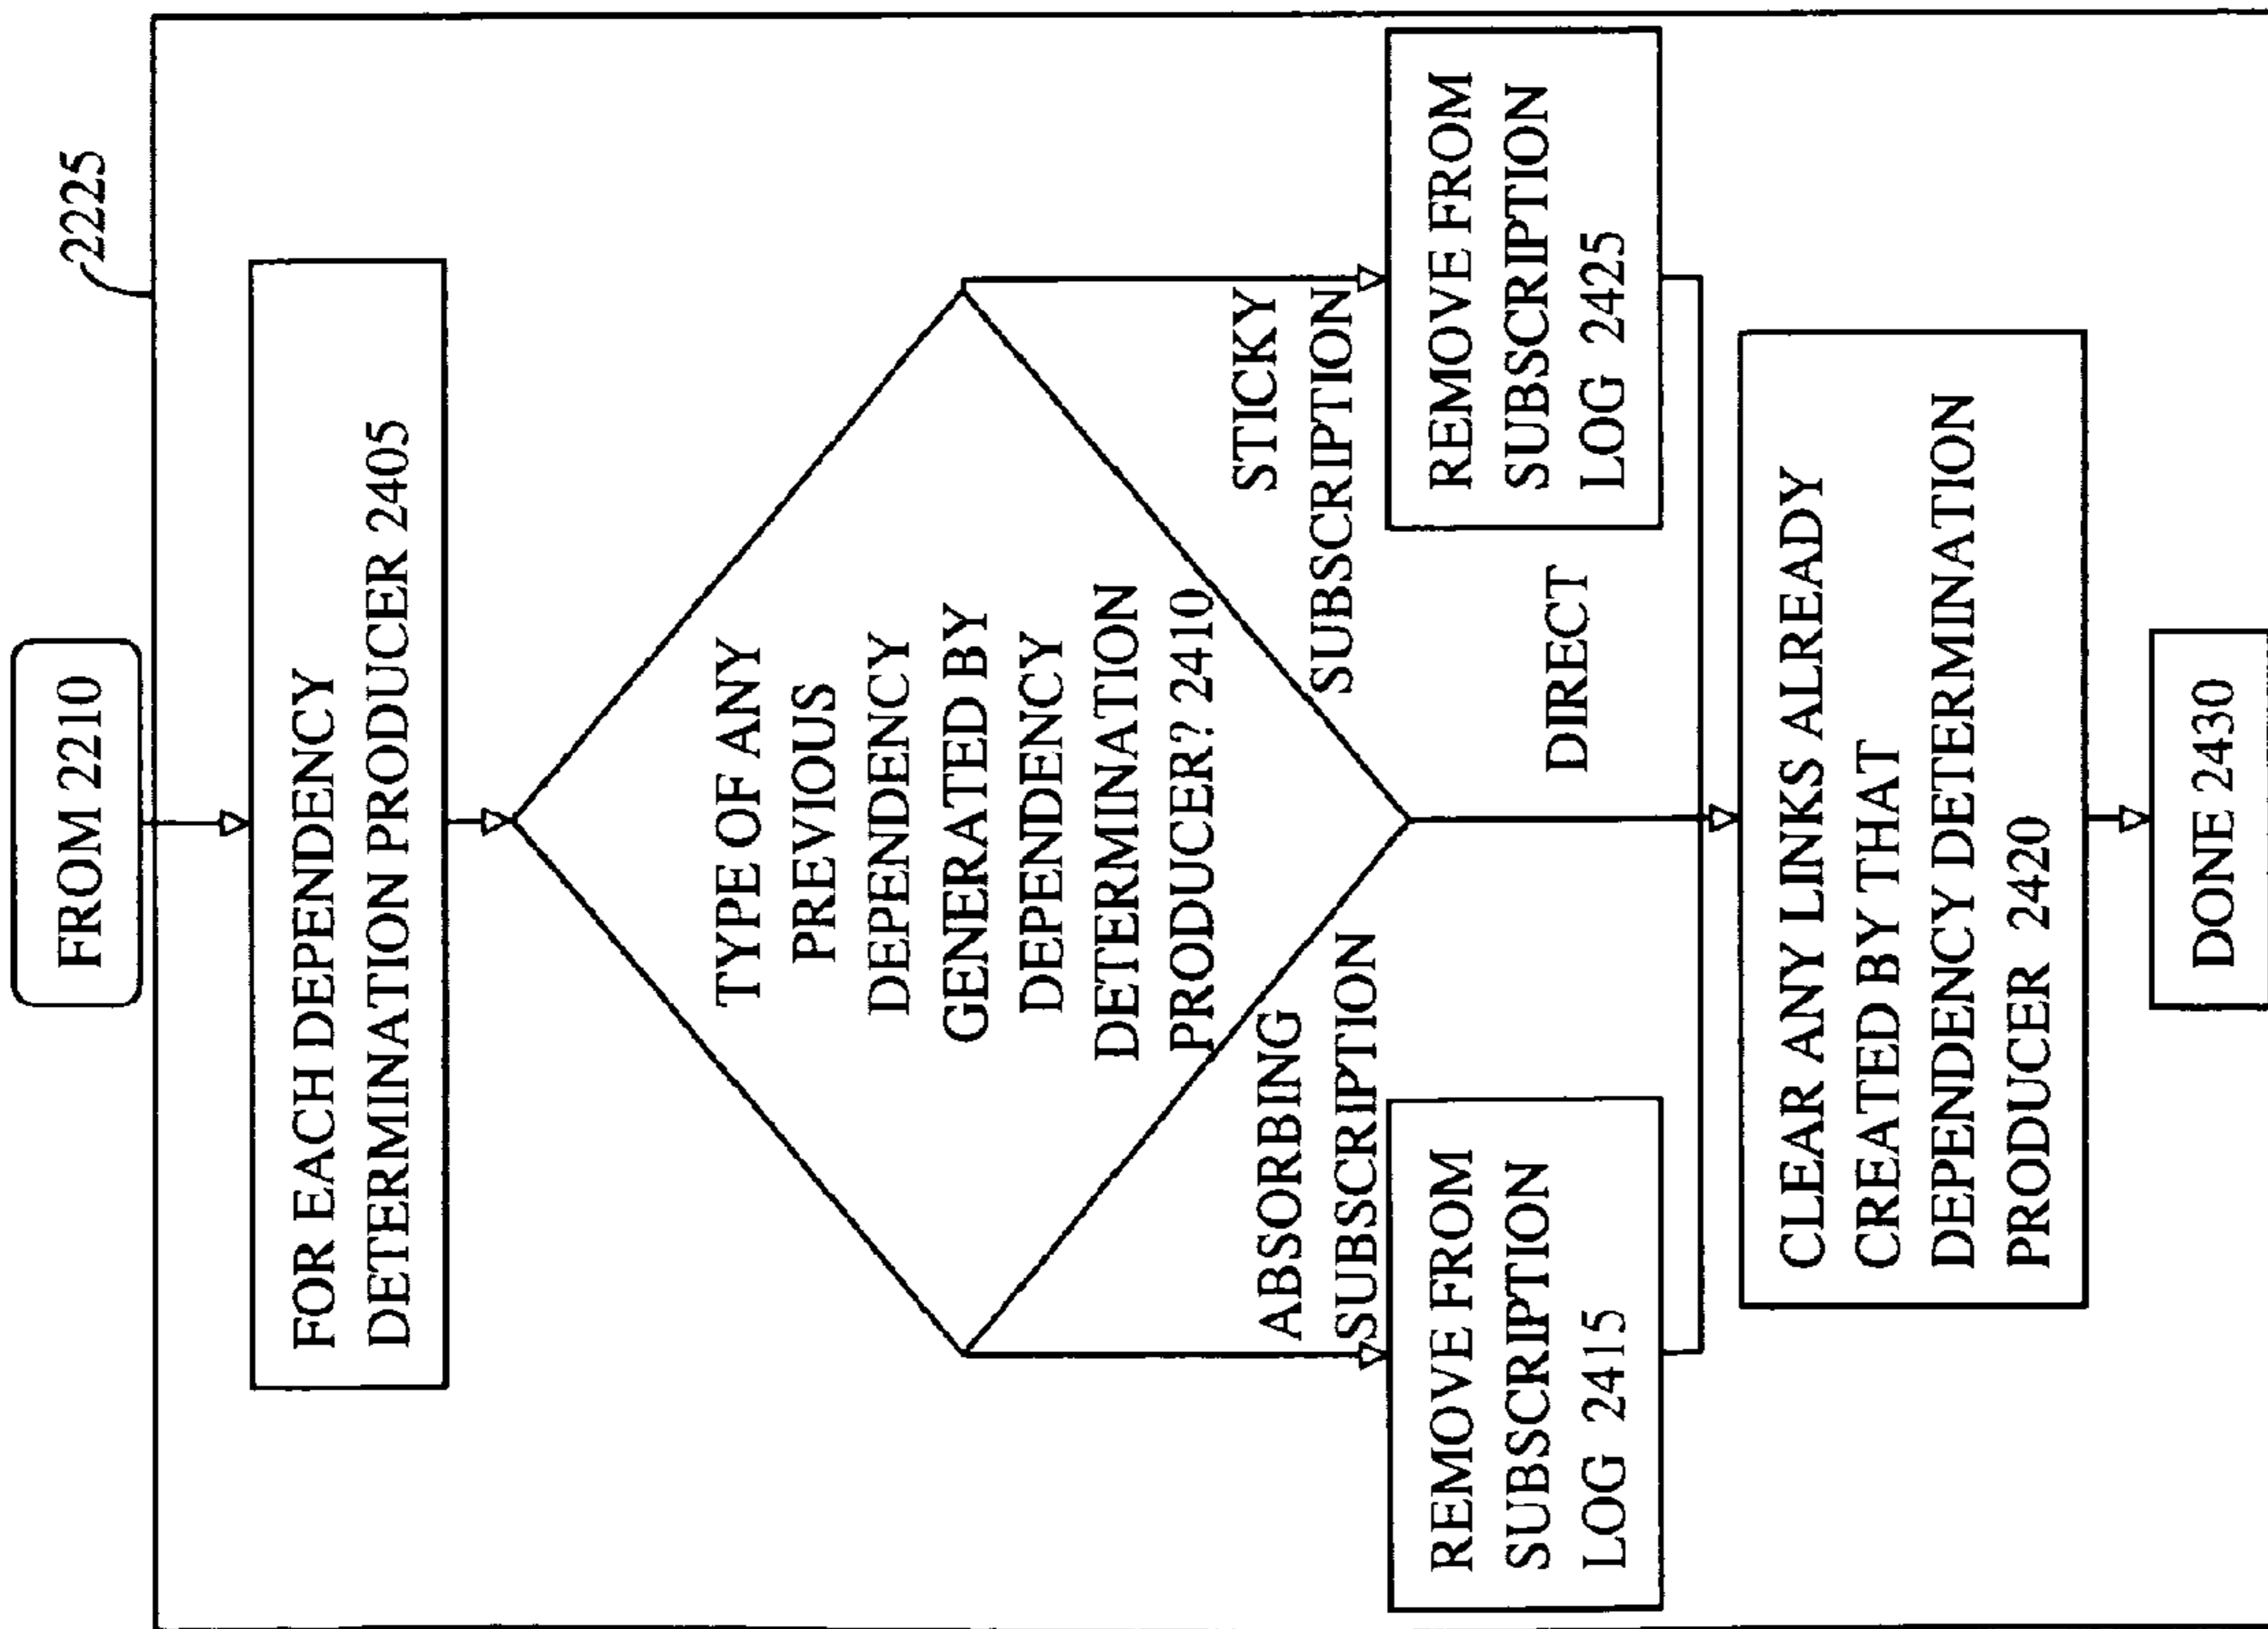 FROM 2210
2225
FOR EACH DEPENDENCY
DETERMINATION PRODUCER 2405
TYPE OF ANY
PREVIOUS
DEPENDENCY
GENERATED BY
DEPENDENCY
DETERMINATION
PRODUCER? 2410
ABSORBING
SUBSCRIPTION
STICKY
SUBSCRIPTION
REMOVE FROM
SUBSCRIPTION
LOG 2415
DIRECT
REMOVE FROM
SUBSCRIPTION
LOG 2425
CLEAR ANY LINKS ALREADY
CREATED BY THAT
DEPENDENCY DETERMINATION
PRODUCER 2420
DONE 2430